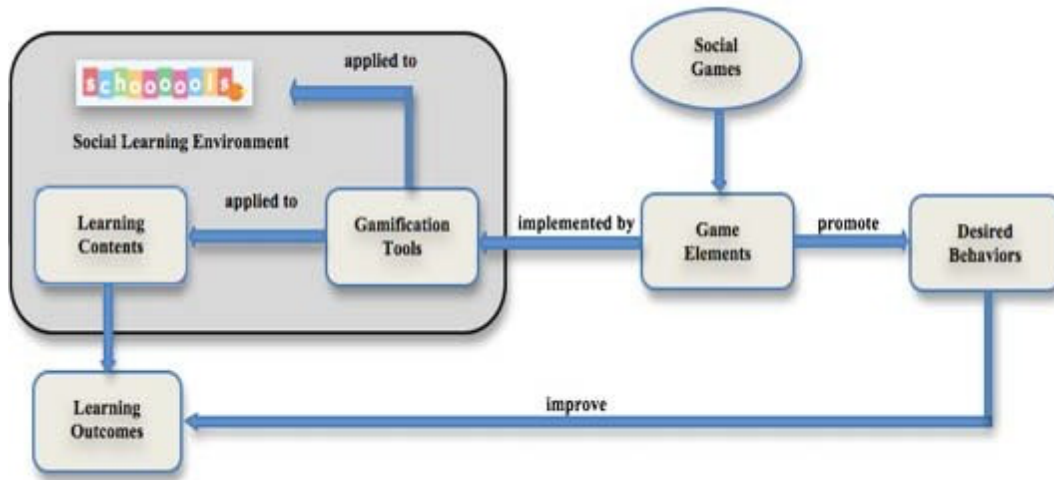 schoooools
applied to
Social Learning Environment
Social
Games
Learning
Contents
applied to
Gamification
Tools
implemented by
Game
Elements
promote
Desired
Behaviors
Learning
Outcomes
improve